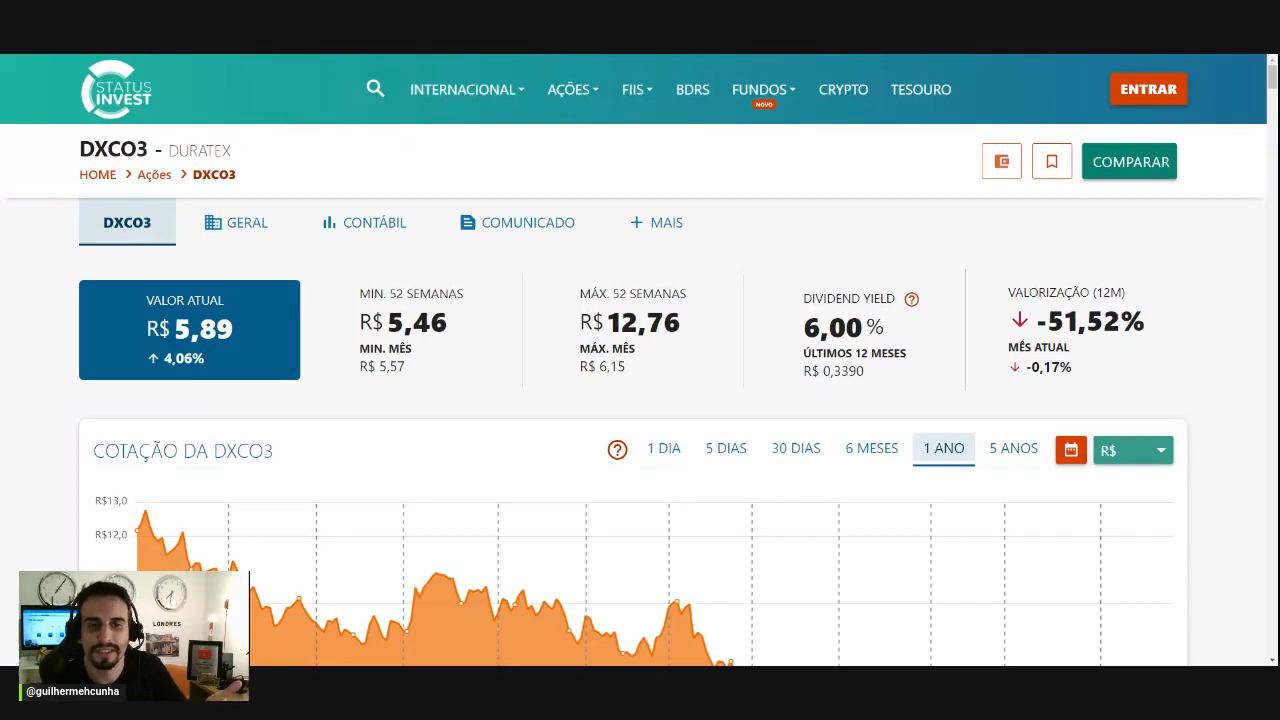 STATUS
INVEST
INTERNACIONAL
AÇÕES
FIIS
BDRS
FUNDOS
NOVO
CRYPTO
TESOURO
ENTRAR
DXCO3 - DURATEX
HOME
Ações
DXCO3
COMPARAR
DXCO3
GERAL
CONTÁBIL
COMUNICADO
+ MAIS
VALOR ATUAL
R$ 5,89
4,06%
MIN. 52 SEMANAS
R$ 5,46
MIN. MÊS
R$ 5,57
MÁX. 52 SEMANAS
R$ 12,76
MÁX. MÊS
R$ 6,15
DIVIDEND YIELD ?
6,00 %
ÚLTIMOS 12 MESES
R$ 0,3390
VALORIZAÇÃO (12M)
-51,52%
MÊS ATUAL
-0,17%
COTAÇÃO DA DXCO3
?
1 DIA
5 DIAS
30 DIAS
6 MESES
1 ANO
5 ANOS
R$
R$13,0
R$12,0
LONDRES
@guilhermehcunha